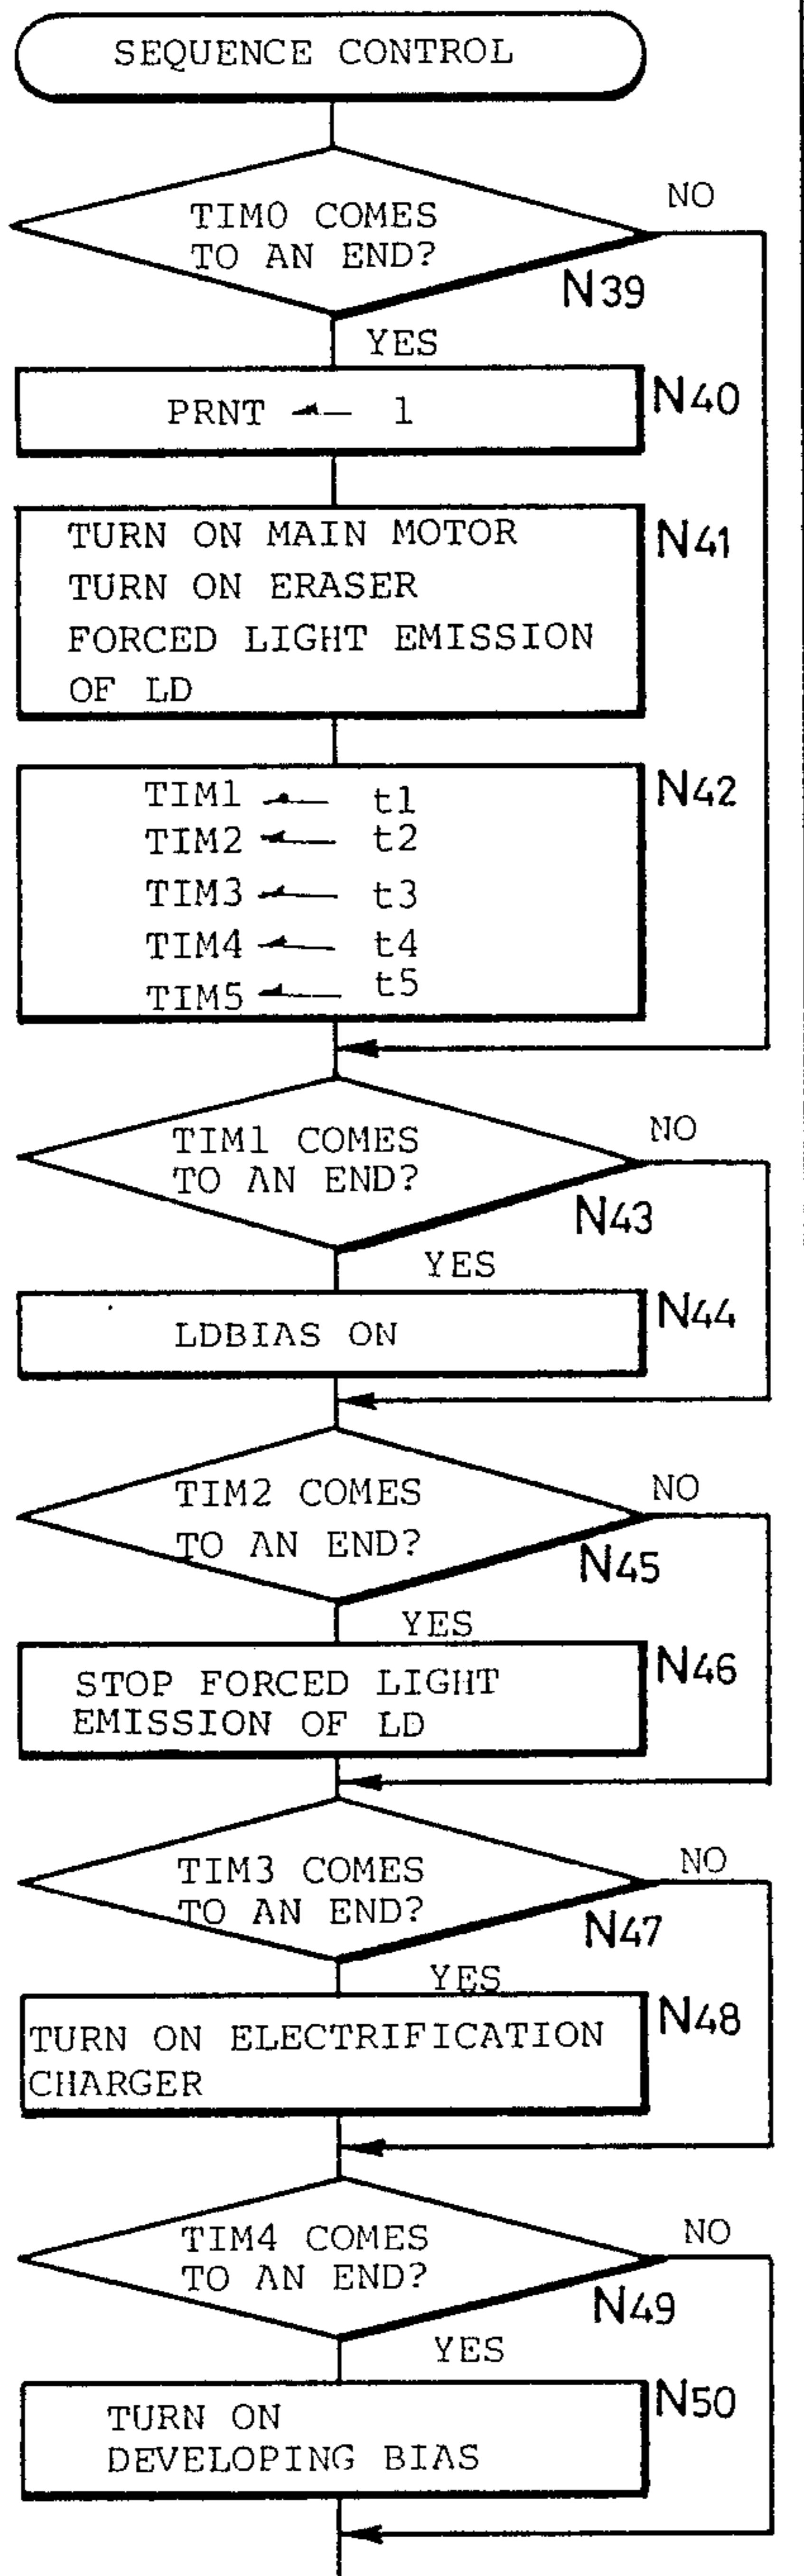 SEQUENCE CONTROL
TIM0 COMES
TO AN END?
NO
N39
YES
PRNT ← 1
N40
TURN ON MAIN MOTOR
TURN ON ERASER
FORCED LIGHT EMISSION
OF LD
N41
TIM1 ← t1
TIM2 ← t2
TIM3 ← t3
TIM4 ← t4
TIM5 ← t5
N42
TIM1 COMES
TO AN END?
NO
N43
YES
LDBIAS ON
N44
TIM2 COMES
TO AN END?
NO
N45
YES
STOP FORCED LIGHT
EMISSION OF LD
N46
TIM3 COMES
TO AN END?
NO
N47
YES
TURN ON ELECTRIFICATION
CHARGER
N48
TIM4 COMES
TO AN END?
NO
N49
YES
TURN ON
DEVELOPING BIAS
N50